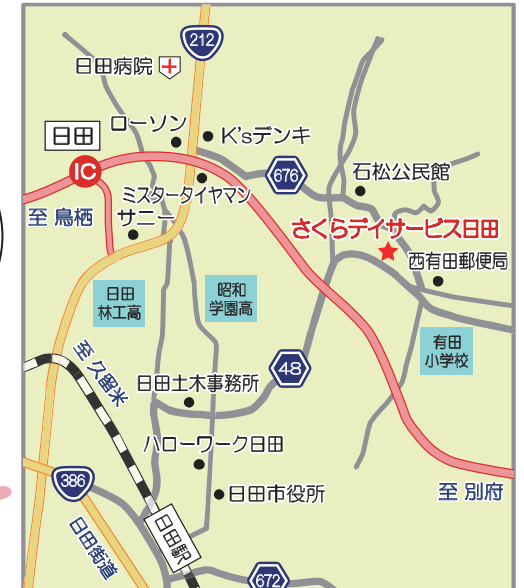 212
日田病院
ローソン
K'sデンキ
日田
IC
676
石松公民館
ミスタータイヤマン
至 鳥栖
サニー
さくらデイサービス日田
西有田郵便局
日田
林工高
昭和
学園高
有田
小学校
至 久留米
48
日田土木事務所
ハローワーク日田
386
日田市役所
至 別府
日田街道
日田駅
672